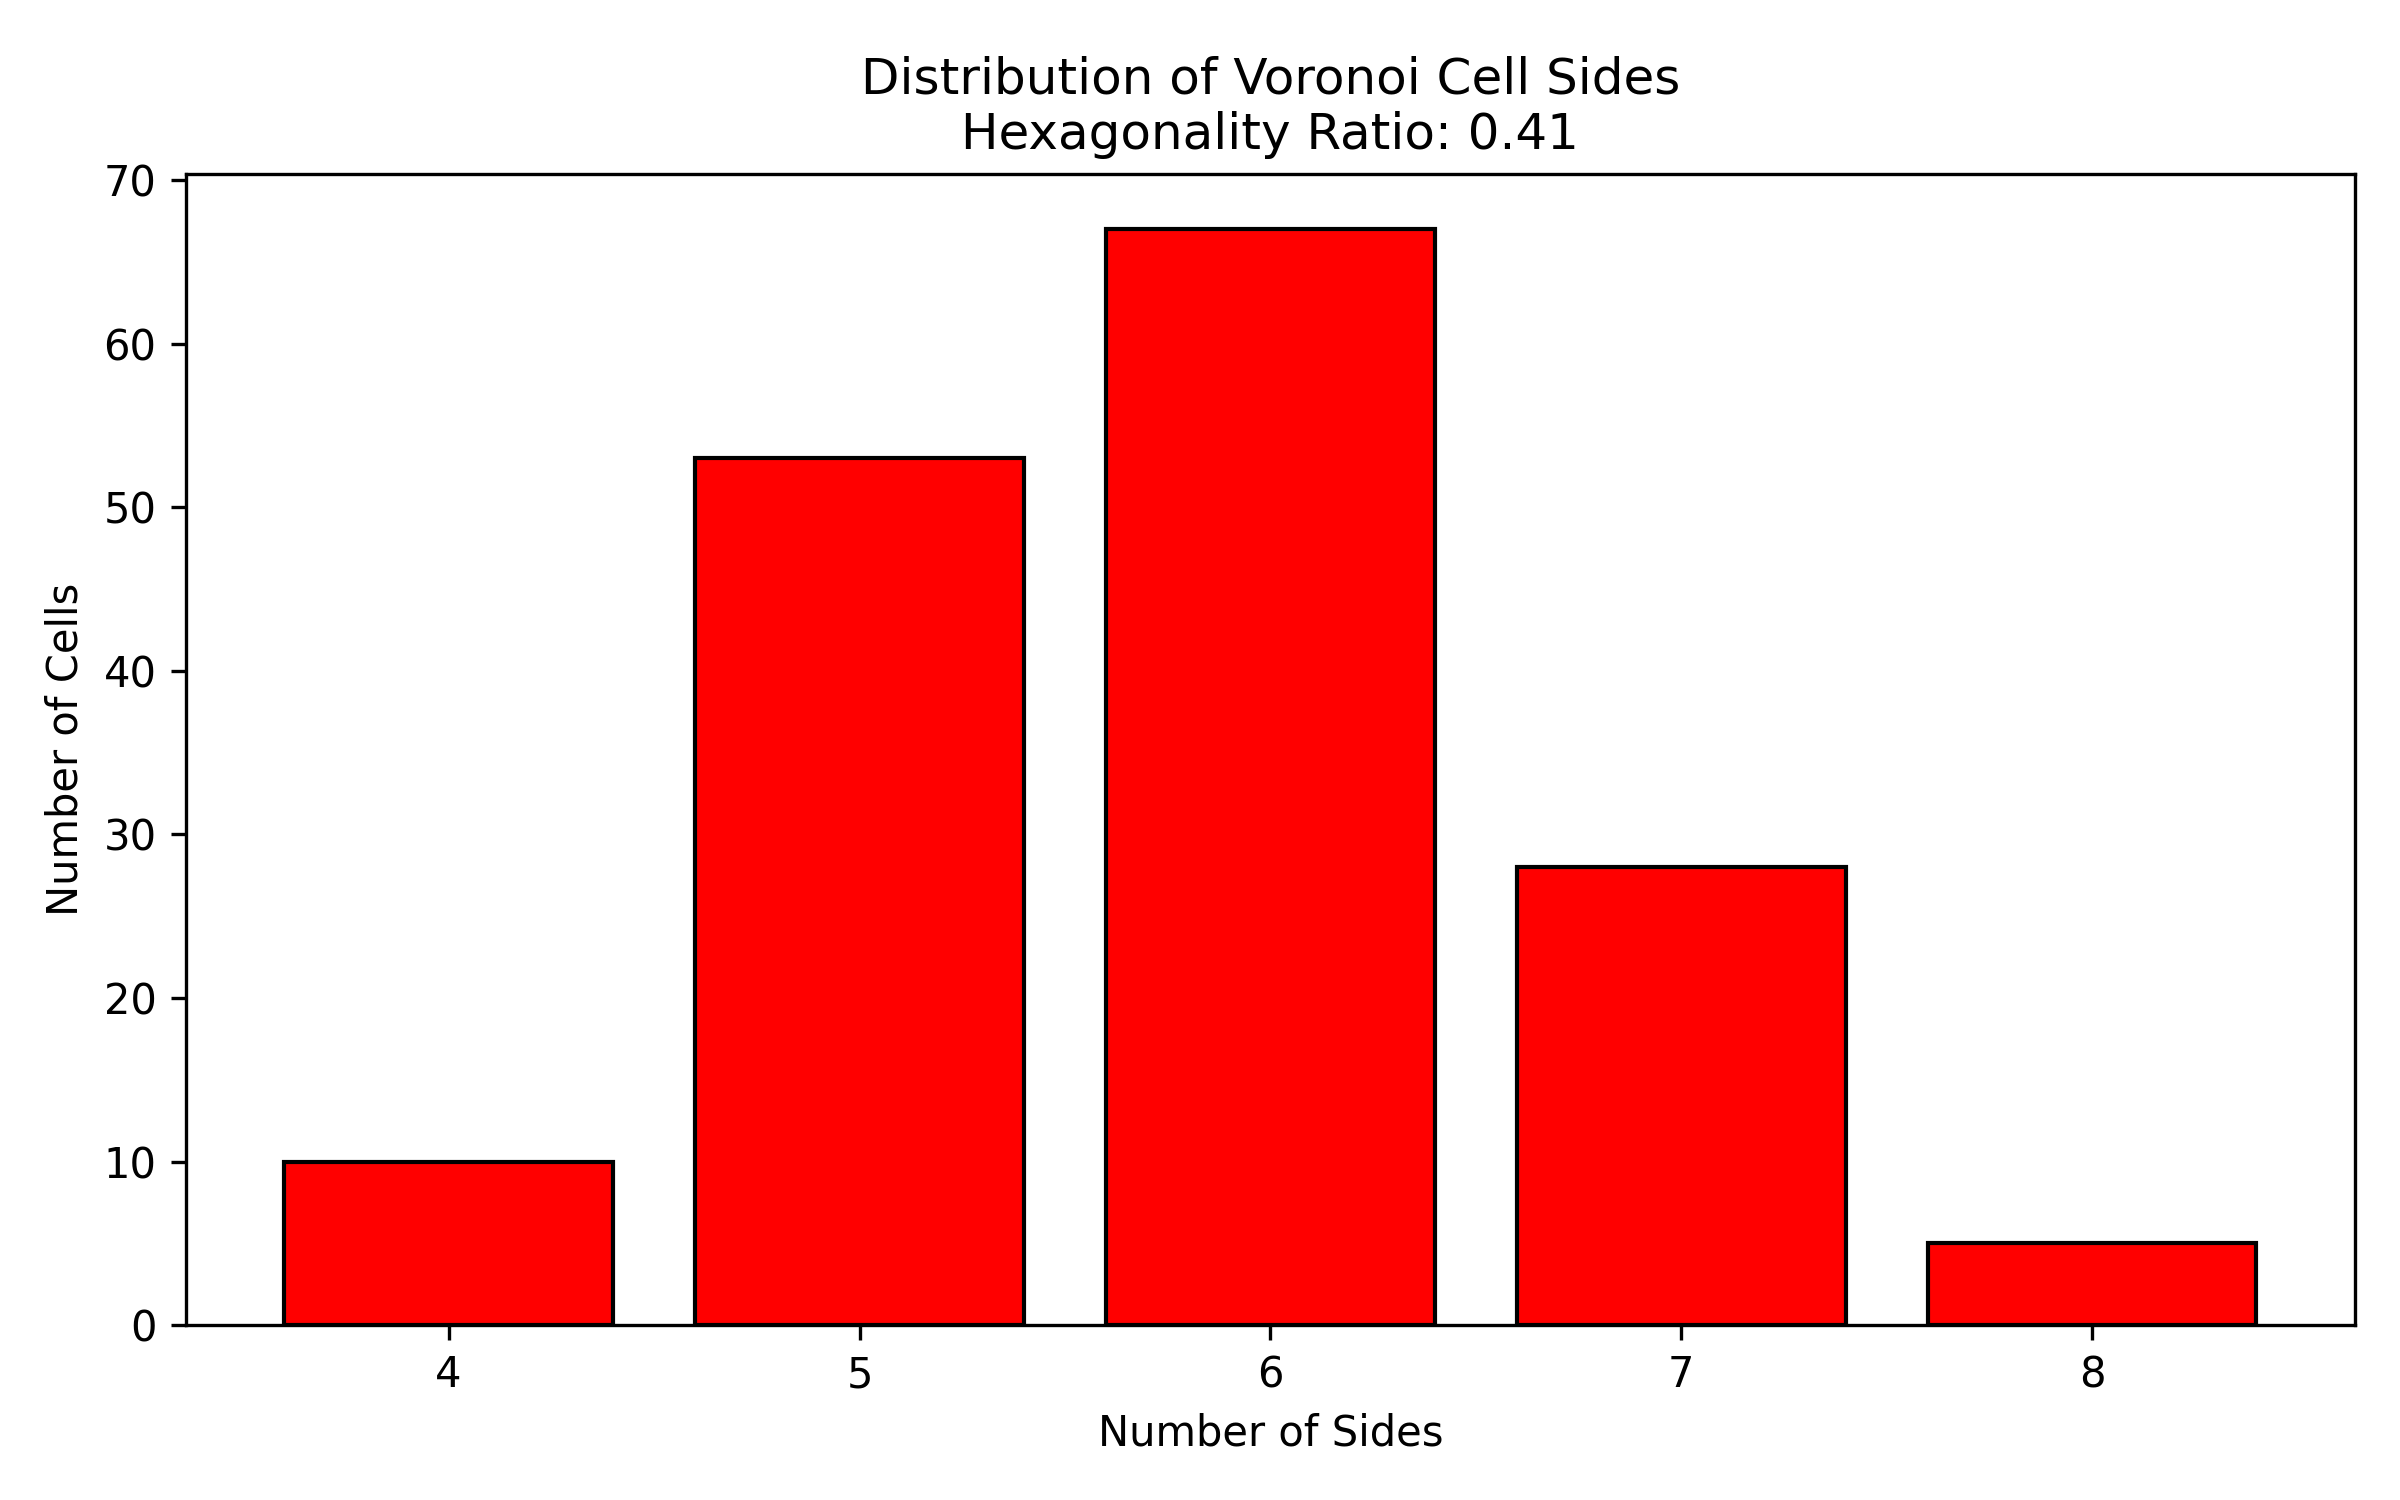 Distribution of Voronoi Cell Sides
Hexagonality Ratio: 0.41
70
60
50
40
30
20
10
0
Number of Cells
4 5 6 7 8
Number of Sides